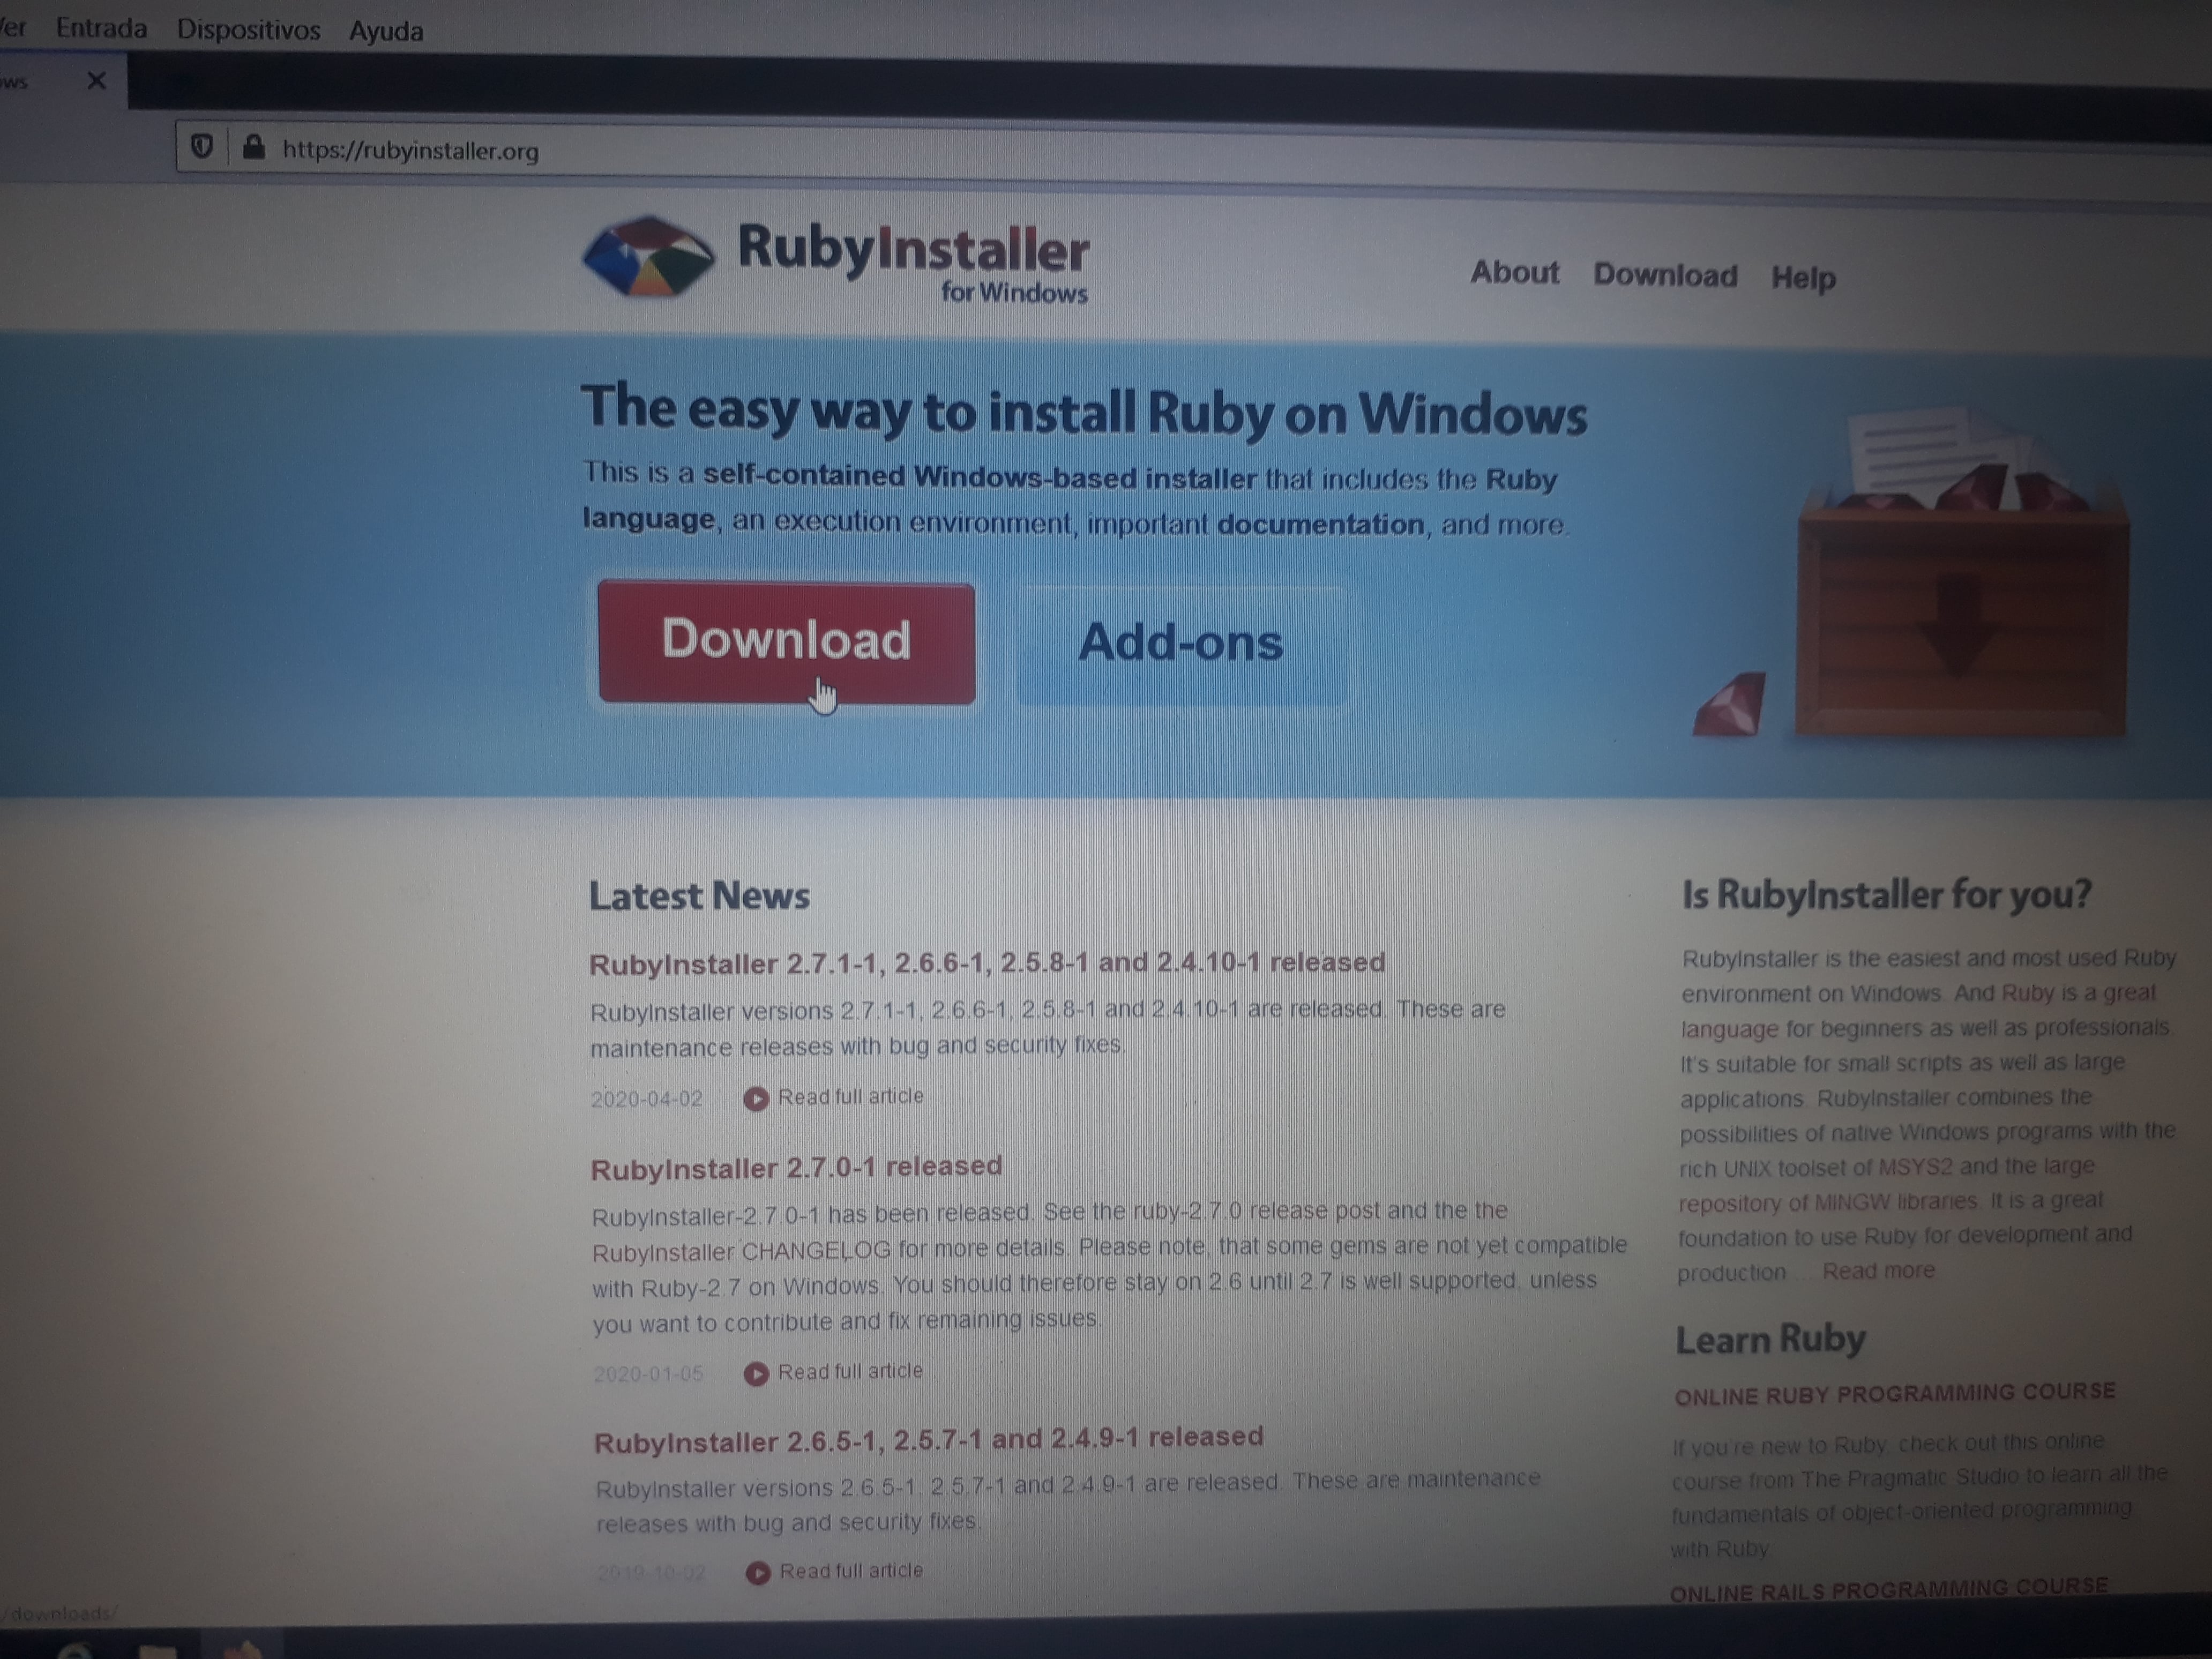 Entrada Dispositivos Ayuda
https://rubyinstaller.org
RubyInstaller
for Windows
About Download Help
The easy way to install Ruby on Windows
This is a self-contained Windows-based installer that includes the Ruby
language, an execution environment, important documentation, and more.
Download
Add-ons
Latest News
RubyInstaller 2.7.1-1, 2.6.6-1, 2.5.8-1 and 2.4.10-1 released
RubyInstaller versions 2.7.1-1, 2.6.6-1, 2.5.8-1 and 2.4.10-1 are released. These are
maintenance releases with bug and security fixes.
2020-04-02 Read full article
RubyInstaller 2.7.0-1 released
RubyInstaller-2.7.0-1 has been released. See the ruby-2.7.0 release post and the the
RubyInstaller CHANGELOG for more details. Please note, that some gems are not yet compatible
with Ruby-2.7 on Windows. You should therefore stay on 2.6 until 2.7 is well supported, unless
you want to contribute and fix remaining issues.
2020-01-05 Read full article
RubyInstaller 2.6.5-1, 2.5.7-1 and 2.4.9-1 released
RubyInstaller versions 2.6.5-1, 2.5.7-1 and 2.4.9-1 are released. These are maintenance
releases with bug and security fixes.
2019-10-02 Read full article
Is RubyInstaller for you?
RubyInstaller is the easiest and most used Ruby
environment on Windows. And Ruby is a great
language for beginners as well as professionals.
It's suitable for small scripts as well as large
applications. RubyInstaller combines the
possibilities of native Windows programs with the
rich UNIX toolset of MSYS2 and the large
repository of MINGW libraries. It is a great
foundation to use Ruby for development and
production ... Read more
Learn Ruby
ONLINE RUBY PROGRAMMING COURSE
If you're new to Ruby, check out this online
course from The Pragmatic Studio to learn all the
fundamentals of object-oriented programming
with Ruby.
ONLINE RAILS PROGRAMMING COURSE
/downloads/